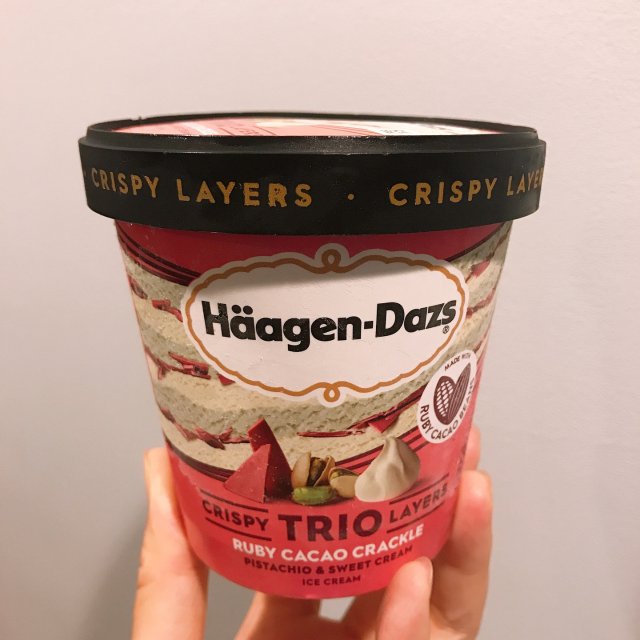 CRISPY LAYERS · CRISPY LAYE
Häagen-Dazs®
MADE WITH
RUBY CACAO BEANS
CRISPY TRIO LAYERS
RUBY CACAO CRACKLE
PISTACHIO & SWEET CREAM
ICE CREAM